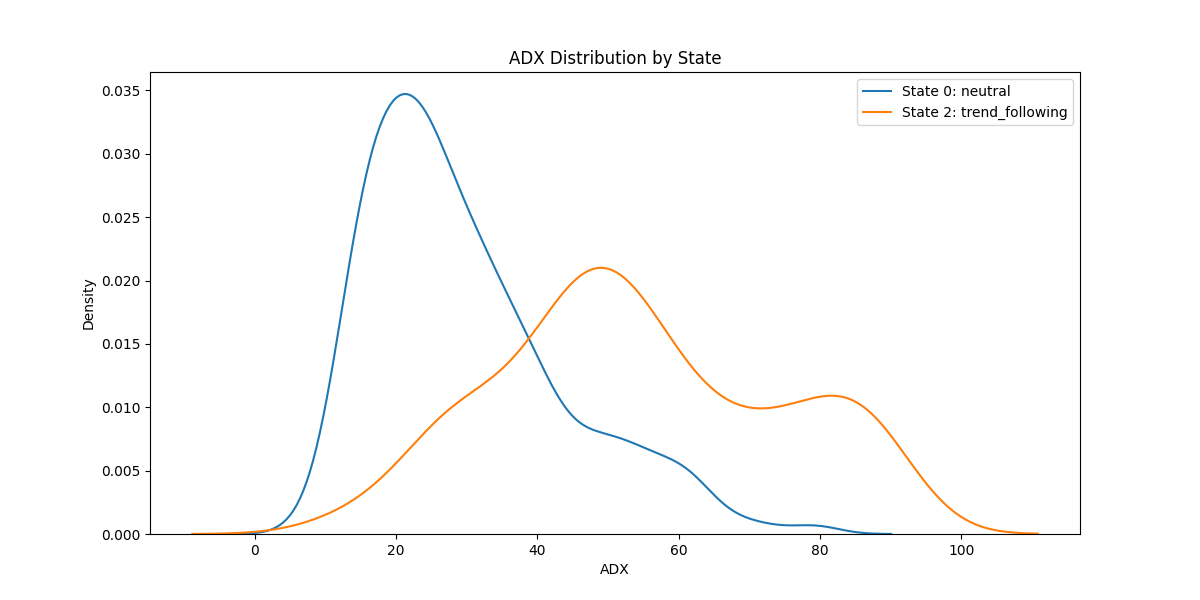 ADX Distribution by State
State 0: neutral
State 2: trend_following
Density
0.035
0.030
0.025
0.020
0.015
0.010
0.005
0.000
0 20 40 60 80 100
ADX